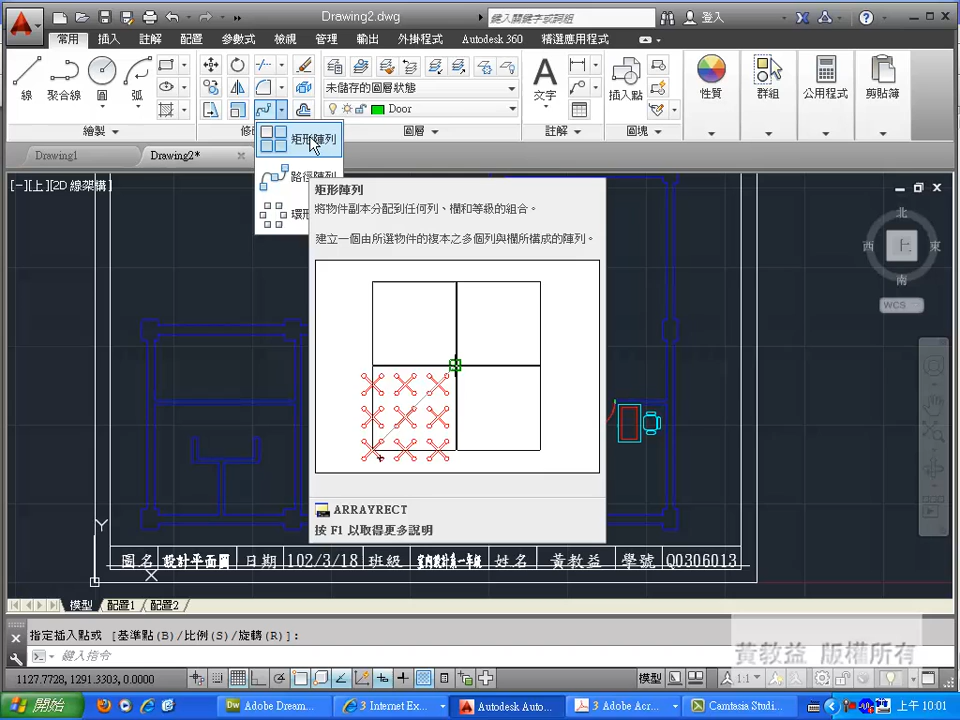 Drawing2.dwg
鍵入關鍵字或詞組
登入
常用 插入 註解 配置 參數式 檢視 管理 輸出 外掛程式 Autodesk 360 精選應用程式
線 聚合線 圓 弧
未儲存的圖層狀態
Door
文字 插入點 性質 群組 公用程式 剪貼簿
繪製 圖層 註解 圖塊
Drawing1 Drawing2*
矩形陣列
路徑陣列
[−][上][2D 線架構]
矩形陣列
將物件副本分配到任何列、欄和等級的組合。
建立一個由所選物件的複本之多個列與欄所構成的陣列。
ARRAYRECT
按 F1 以取得更多說明
北
西 上 東
南
WCS
Y
X
圖名 設計平面圖 日期 102/3/18 班級 室內設計第一年級 姓名 黃教益 學號 Q0306013
模型 配置1 配置2
指定插入點或 [基準點(B)/比例(S)/旋轉(R)]:
鍵入指令
黃教益 版權所有
1127.7728, 1291.3303, 0.0000
模型 1:1
開始 Adobe Dream... 3 Internet Ex... Autodesk Auto... 3 Adobe Acr... Camtasia Studi... 上午 10:01